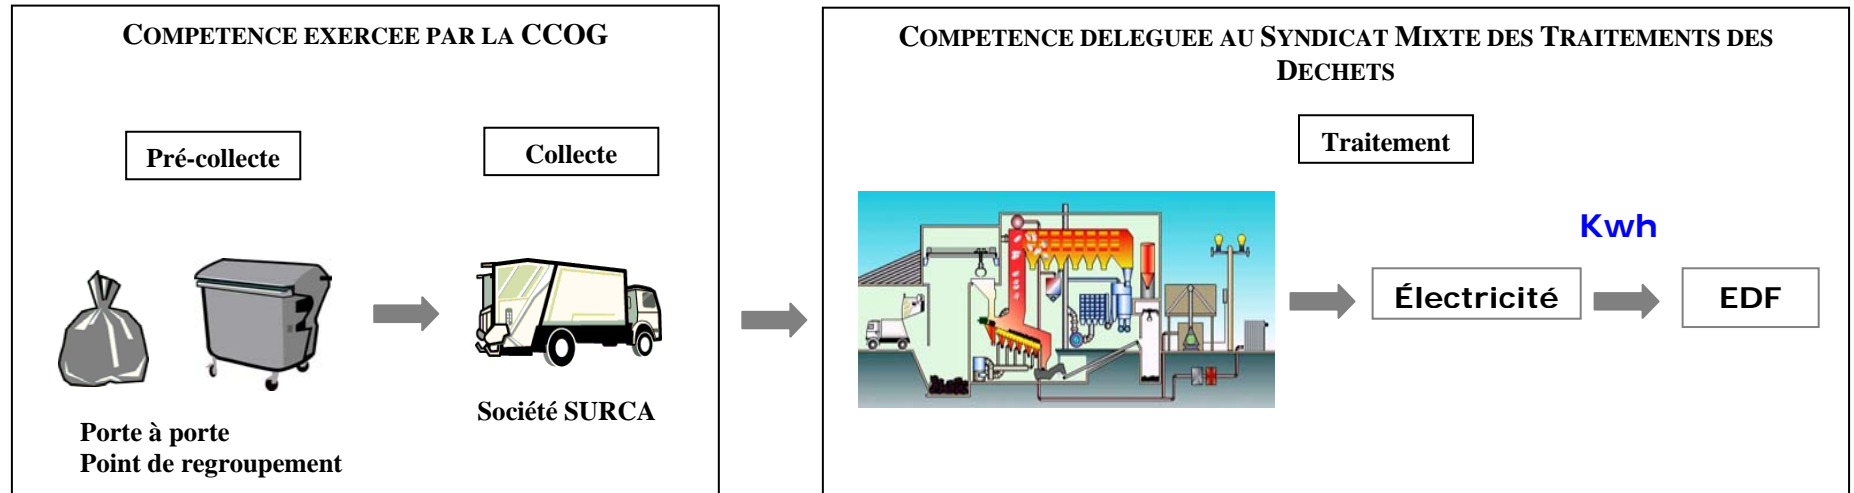 COMPETENCE EXERCEE PAR LA CCOG
Pré-collecte
Collecte
Porte à porte
Point de regroupement
Société SURCA
COMPETENCE DELEGUEE AU SYNDICAT MIXTE DES TRAITEMENTS DES
DECHETS
Traitement
Kwh
Électricité
EDF